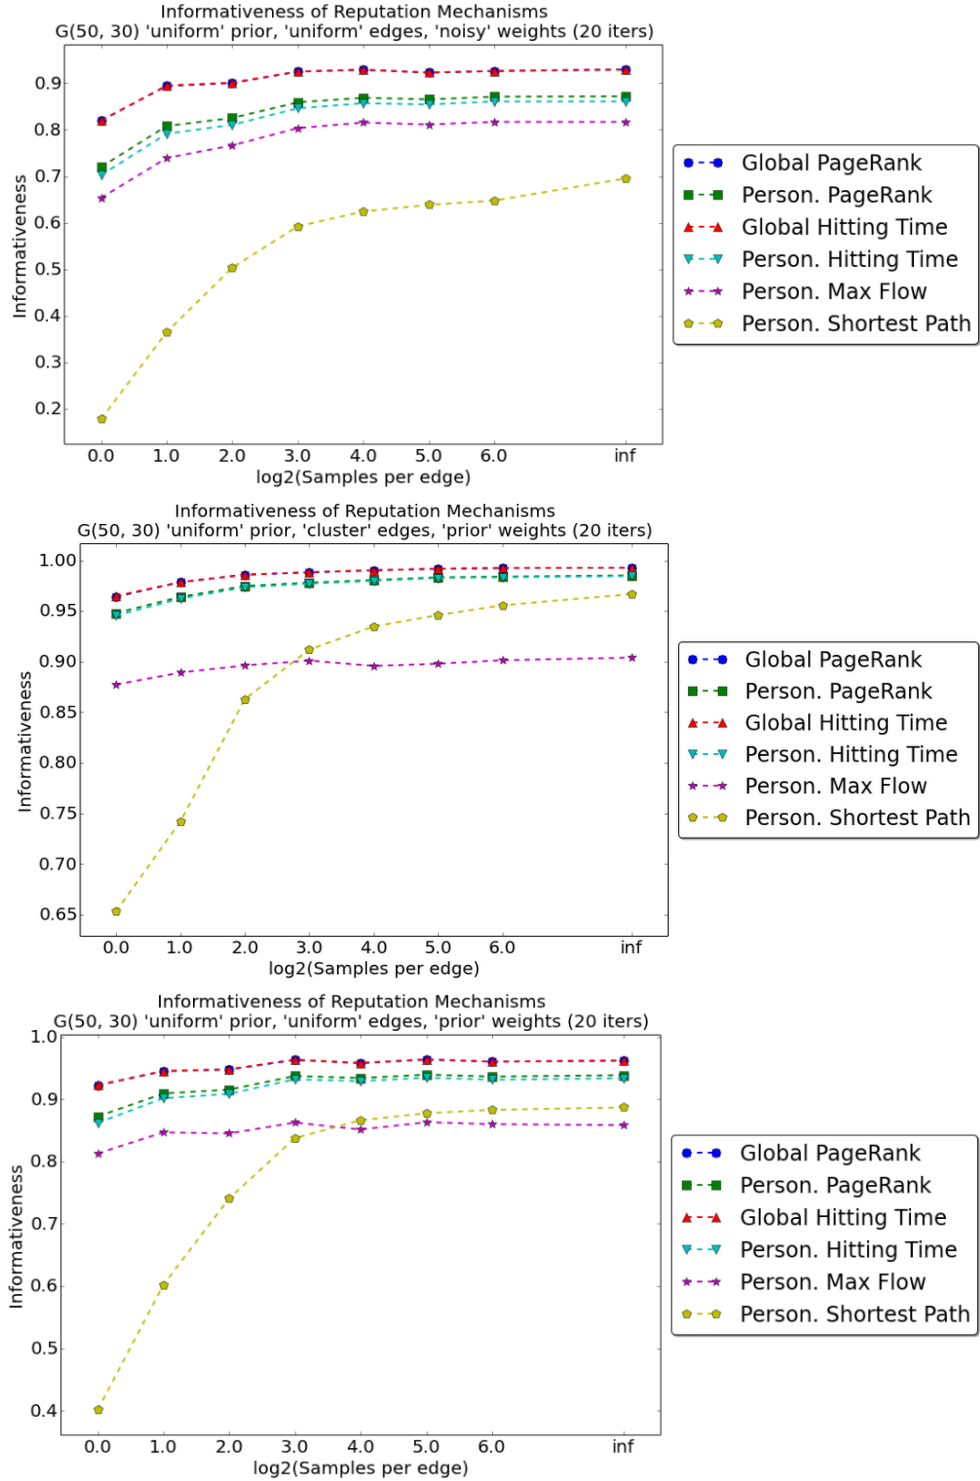 Informativeness of Reputation Mechanisms
G(50, 30) 'uniform' prior, 'uniform' edges, 'noisy' weights (20 iters)
0.9
0.8
0.7
0.6
0.5
0.4
0.3
0.2
Informativeness
0.0 1.0 2.0 3.0 4.0 5.0 6.0 inf
log2(Samples per edge)
Global PageRank
Person. PageRank
Global Hitting Time
Person. Hitting Time
Person. Max Flow
Person. Shortest Path
Informativeness of Reputation Mechanisms
G(50, 30) 'uniform' prior, 'cluster' edges, 'prior' weights (20 iters)
1.00
0.95
0.90
0.85
0.80
0.75
0.70
0.65
Informativeness
0.0 1.0 2.0 3.0 4.0 5.0 6.0 inf
log2(Samples per edge)
Global PageRank
Person. PageRank
Global Hitting Time
Person. Hitting Time
Person. Max Flow
Person. Shortest Path
Informativeness of Reputation Mechanisms
G(50, 30) 'uniform' prior, 'uniform' edges, 'prior' weights (20 iters)
1.0
0.9
0.8
0.7
0.6
0.5
0.4
Informativeness
0.0 1.0 2.0 3.0 4.0 5.0 6.0 inf
log2(Samples per edge)
Global PageRank
Person. PageRank
Global Hitting Time
Person. Hitting Time
Person. Max Flow
Person. Shortest Path